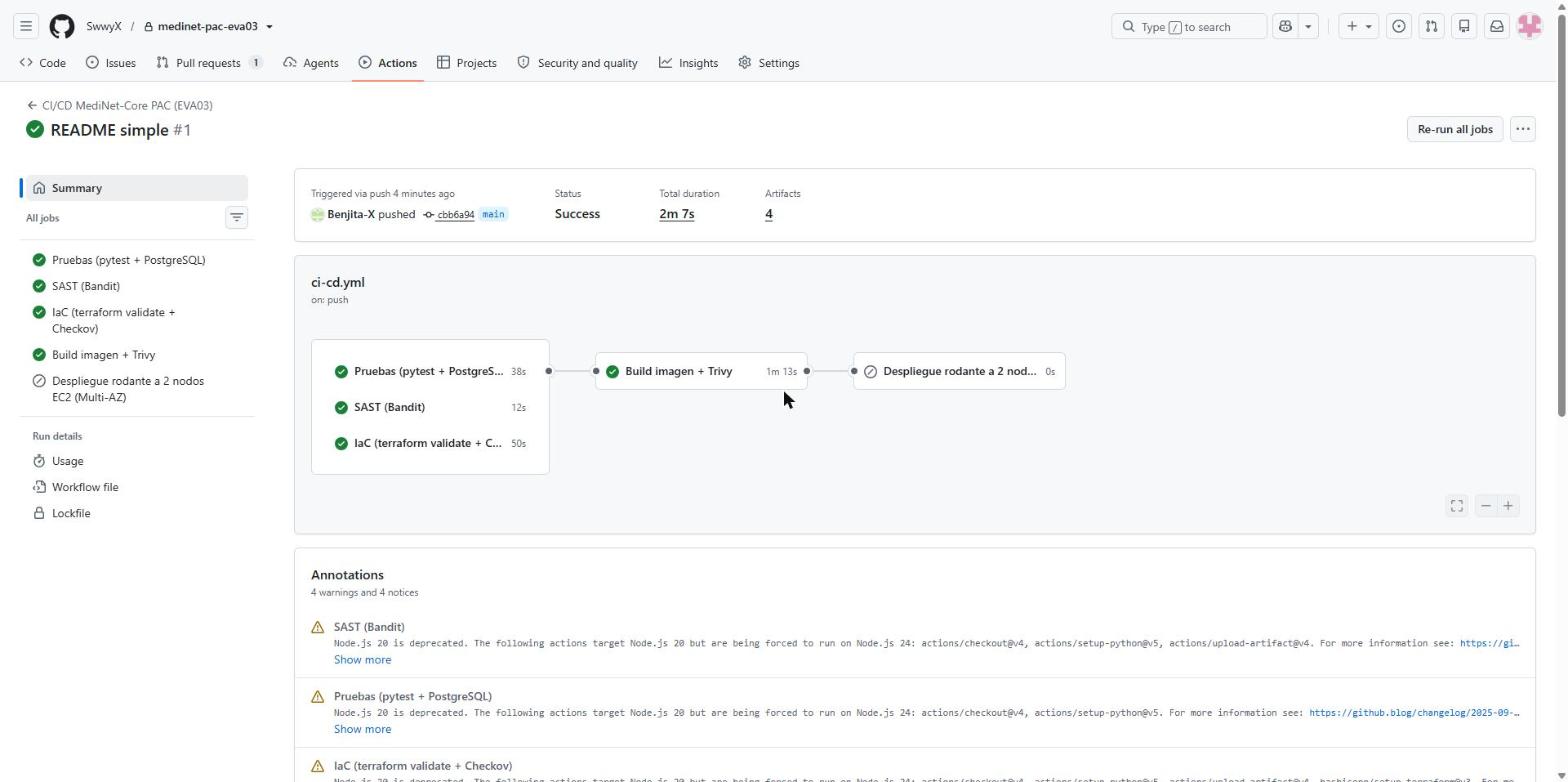 SwwyX / medinet-pac-eva03
Type / to search
Code
Issues
Pull requests 1
Agents
Actions
Projects
Security and quality
Insights
Settings
CI/CD MediNet-Core PAC (EVA03)
README simple #1
Re-run all jobs
Summary
All jobs
Pruebas (pytest + PostgreSQL)
SAST (Bandit)
IaC (terraform validate +
Checkov)
Build imagen + Trivy
Despliegue rodante a 2 nodos
EC2 (Multi-AZ)
Run details
Usage
Workflow file
Lockfile
Triggered via push 4 minutes ago
Benjita-X pushed cbb6a94 main
Status
Success
Total duration
2m 7s
Artifacts
4
ci-cd.yml
on: push
Pruebas (pytest + PostgreS... 38s
SAST (Bandit) 12s
IaC (terraform validate + C... 50s
Build imagen + Trivy 1m 13s
Despliegue rodante a 2 nod... 0s
Annotations
4 warnings and 4 notices
SAST (Bandit)
Node.js 20 is deprecated. The following actions target Node.js 20 but are being forced to run on Node.js 24: actions/checkout@v4, actions/setup-python@v5, actions/upload-artifact@v4. For more information see: https://gi...
Show more
Pruebas (pytest + PostgreSQL)
Node.js 20 is deprecated. The following actions target Node.js 20 but are being forced to run on Node.js 24: actions/checkout@v4, actions/setup-python@v5. For more information see: https://github.blog/changelog/2025-09-...
Show more
IaC (terraform validate + Checkov)